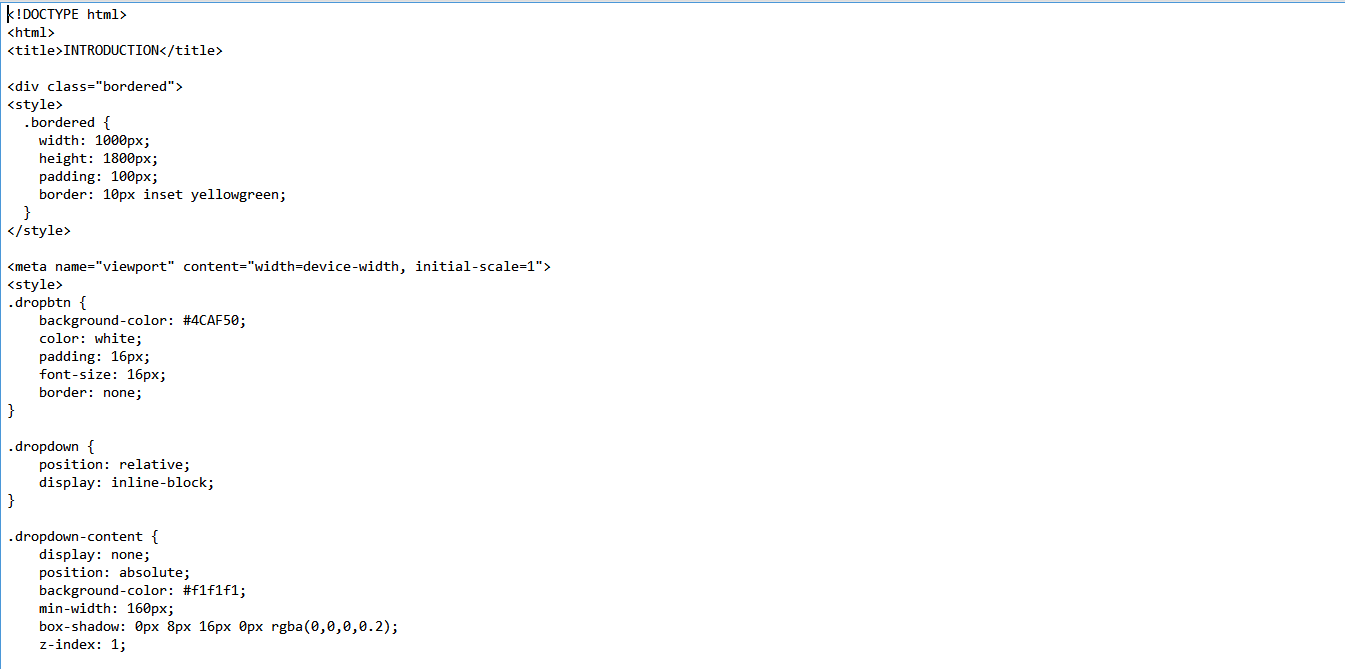 <!DOCTYPE html>
<html>
<title>INTRODUCTION</title>

<div class="bordered">
<style>
  .bordered {
    width: 1000px;
    height: 1800px;
    padding: 100px;
    border: 10px inset yellowgreen;
  }
</style>

<meta name="viewport" content="width=device-width, initial-scale=1">
<style>
.dropbtn {
    background-color: #4CAF50;
    color: white;
    padding: 16px;
    font-size: 16px;
    border: none;
}

.dropdown {
    position: relative;
    display: inline-block;
}

.dropdown-content {
    display: none;
    position: absolute;
    background-color: #f1f1f1;
    min-width: 160px;
    box-shadow: 0px 8px 16px 0px rgba(0,0,0,0.2);
    z-index: 1;